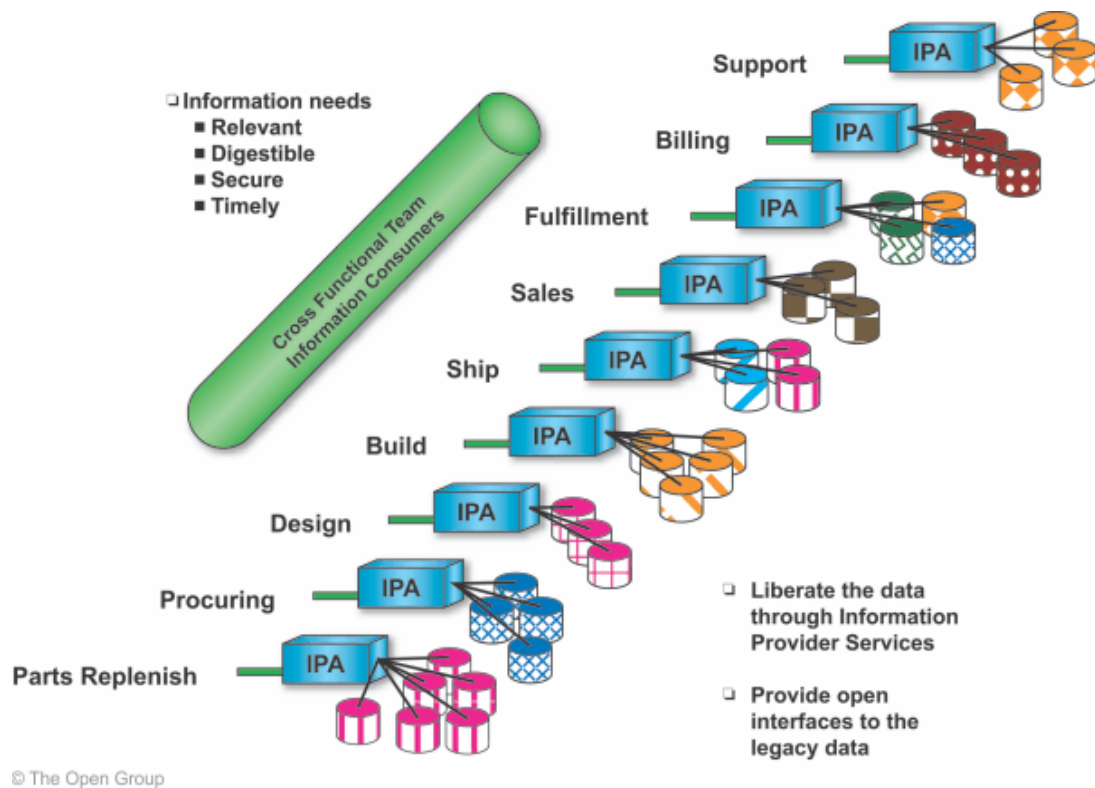 Support
IPA
❑ Information needs
■ Relevant
■ Digestible
■ Secure
■ Timely
Billing
IPA
Fulfillment
IPA
Cross Functional Team
Information Consumers
Sales
IPA
Ship
IPA
Build
IPA
Design
IPA
Procuring
IPA
Parts Replenish
IPA
❑ Liberate the data
through Information
Provider Services
❑ Provide open
interfaces to the
legacy data
© The Open Group